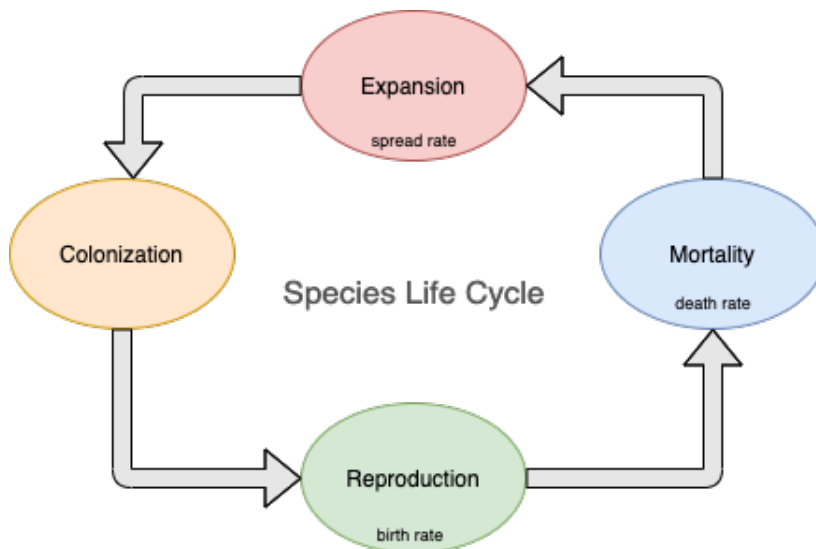 Expansion
spread rate
Colonization
Mortality
death rate
Species Life Cycle
Reproduction
birth rate